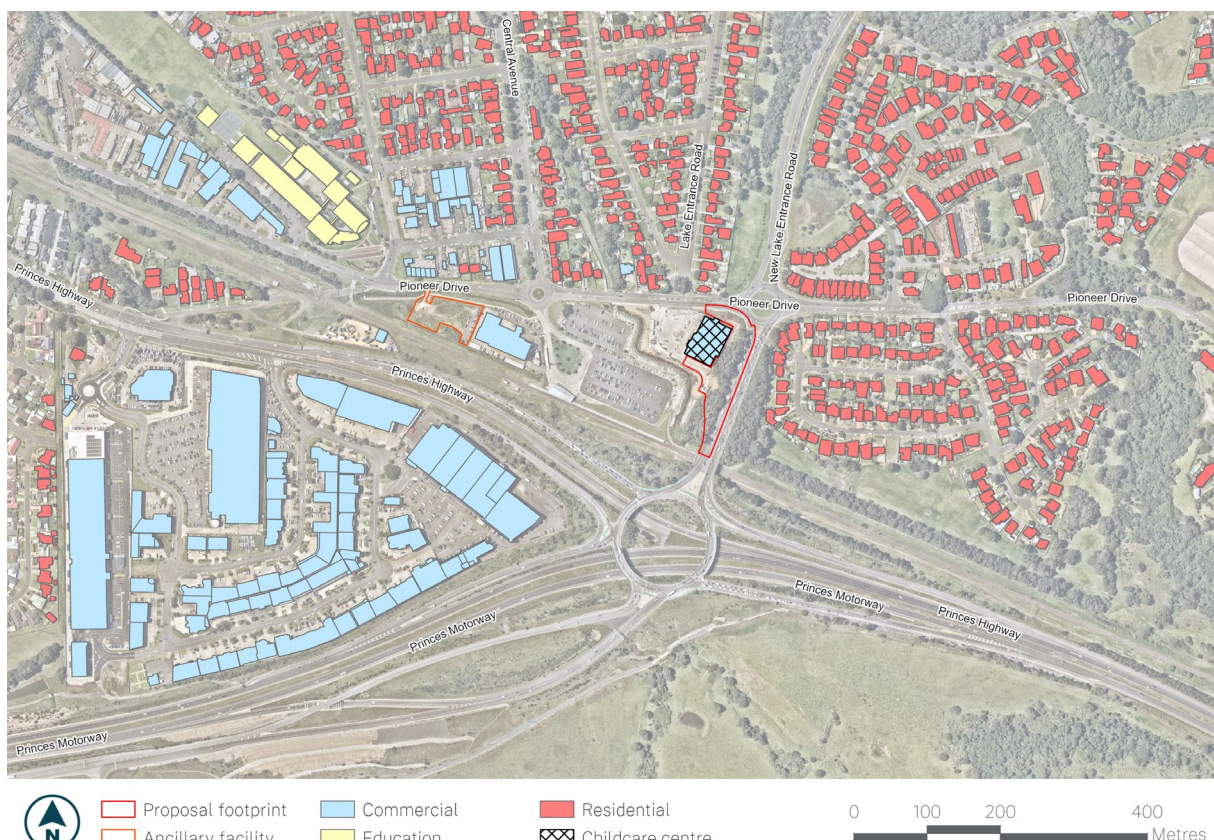 Central Avenue
Lake Entrance Road
New Lake Entrance Road
Princes Highway
Pioneer Drive
Pioneer Drive
Pioneer Drive
Princes Highway
Princes Motorway
Princes Highway
Princes Motorway
Princes Motorway
N
Proposal footprint
Commercial
Residential
0 100 200 400
Ancillary facility
Education
Childcare centre
Metres